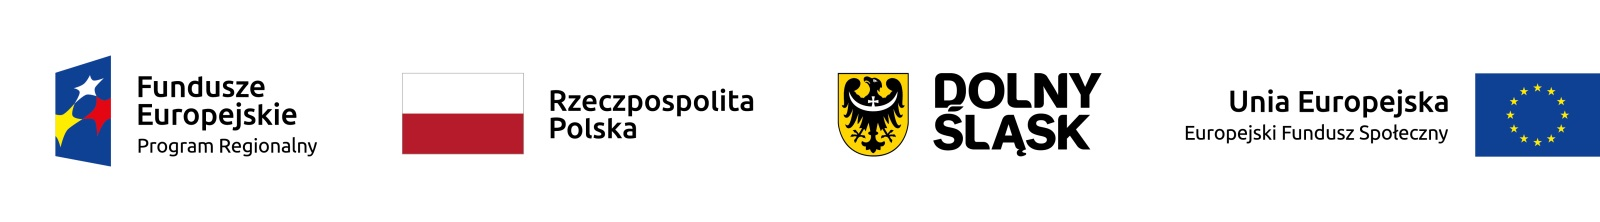 Fundusze
Europejskie
Program Regionalny
Rzeczpospolita
Polska
DOLNY
ŚLĄSK
Unia Europejska
Europejski Fundusz Społeczny